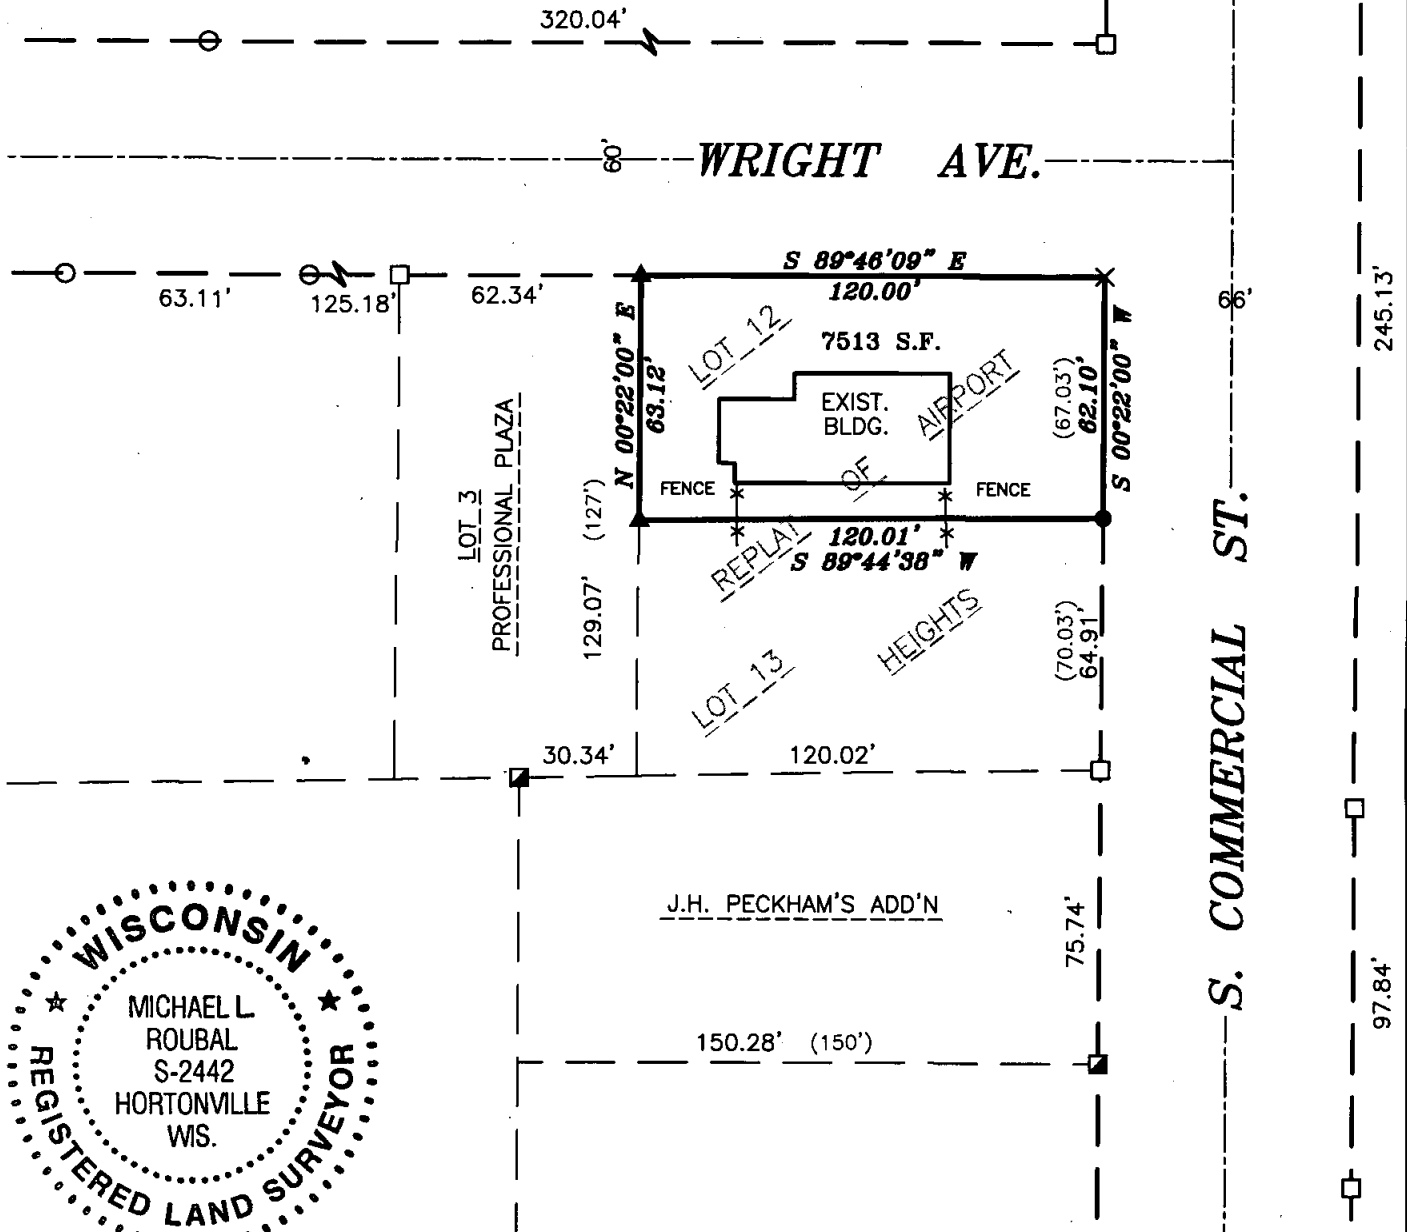 320.04'
60'
WRIGHT AVE.
63.11'
125.18'
62.34'
S 89°46'09" E
120.00'
66'
245.13'
N 00°22'00" E
63.12'
LOT 12
7513 S.F.
EXIST.
BLDG.
AIRPORT
(67.03')
62.10'
S 00°22'00" W
LOT 3
PROFESSIONAL PLAZA
(127')
129.07'
FENCE
OF
FENCE
REPLAT
120.01'
S 89°44'38" W
HEIGHTS
(70.03')
64.91'
LOT 13
S. COMMERCIAL ST.
30.34'
120.02'
J.H. PECKHAM'S ADD'N
75.74'
97.84'
150.28' (150')
WISCONSIN
MICHAEL L.
ROUBAL
S-2442
HORTONVILLE
WIS.
REGISTERED LAND SURVEYOR